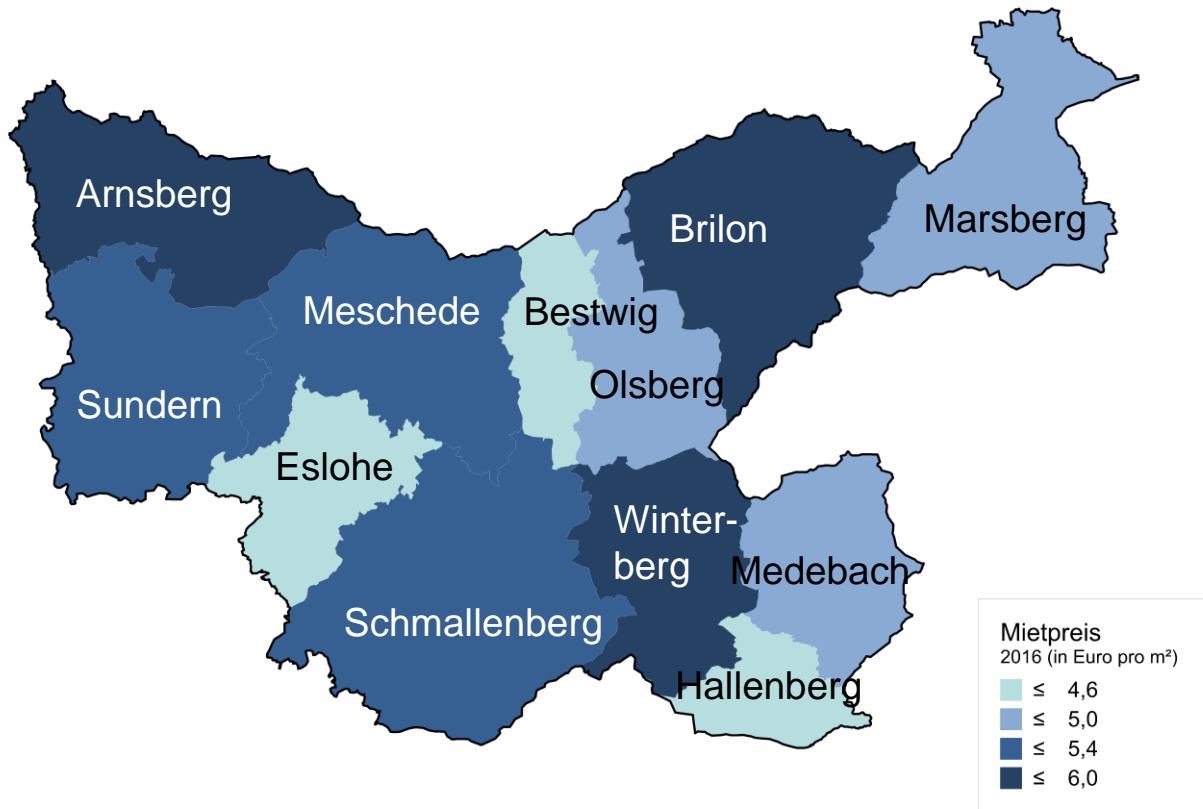 Arnsberg
Brilon
Marsberg
Meschede
Bestwig
Sundern
Olsberg
Eslohe
Winter-
berg
Medebach
Schmallenberg
Hallenberg
Mietpreis
2016 (in Euro pro m²)
≤ 4,6
≤ 5,0
≤ 5,4
≤ 6,0